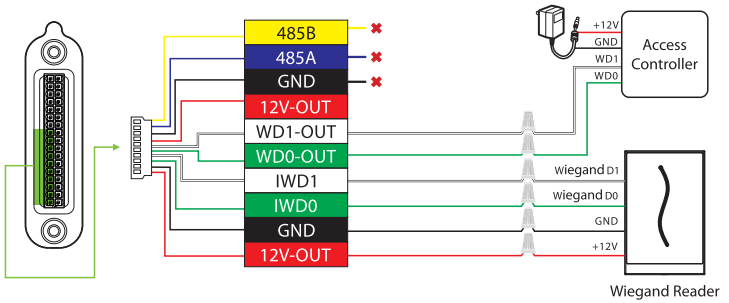 485B
485A
GND
12V-OUT
WD1-OUT
WD0-OUT
IWD1
IWD0
GND
12V-OUT
+12V
GND
WD1
WD0
Access
Controller
wiegand D1
wiegand D0
GND
+12V
Wiegand Reader